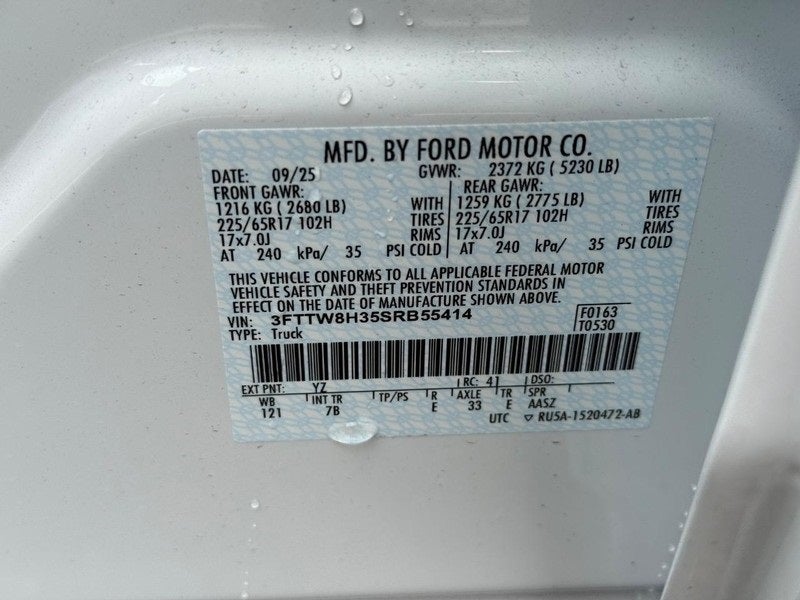 MFD. BY FORD MOTOR CO.
DATE: 09/25 GVWR: 2372 KG ( 5230 LB)
FRONT GAWR: REAR GAWR:
1216 KG ( 2680 LB) WITH 1259 KG ( 2775 LB) WITH
225/65R17 102H TIRES 225/65R17 102H TIRES
17x7.0J RIMS 17x7.0J RIMS
AT 240 kPa/ 35 PSI COLD AT 240 kPa/ 35 PSI COLD
THIS VEHICLE CONFORMS TO ALL APPLICABLE FEDERAL MOTOR
VEHICLE SAFETY AND THEFT PREVENTION STANDARDS IN
EFFECT ON THE DATE OF MANUFACTURE SHOWN ABOVE.
VIN: 3FTTW8H35SRB55414 F0163
TYPE: Truck T0530
EXT PNT: YZ RC: 41 DSO:
WB INT TR TP/PS R AXLE TR SPR
121 7B E 33 E AASZ
UTC ▽ RU5A-1520472-AB